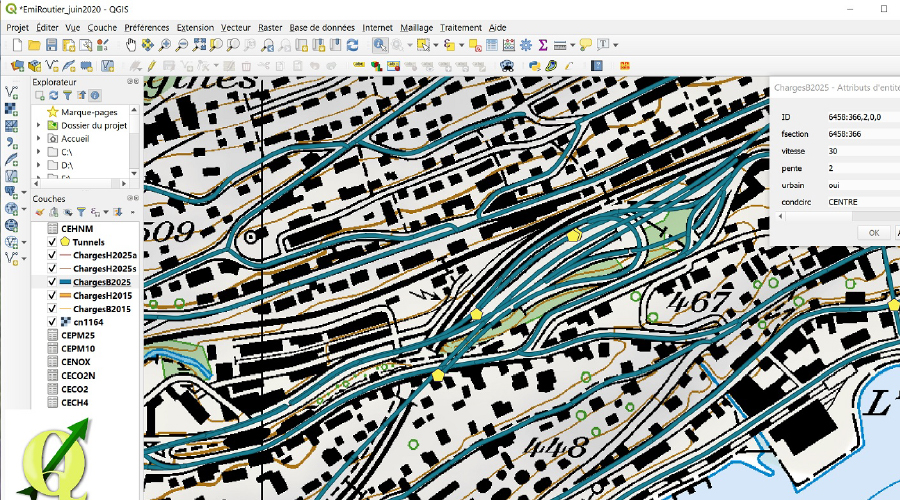 *EmiRoutier_juin2020 - QGIS
Projet Éditer Vue Couche Préférences Extension Vecteur Raster Base de données Internet Maillage Traitement Aide
Explorateur
Marque-pages
Dossier du projet
Accueil
C:\
D:\
Couches
CEHNM
Tunnels
ChargesH2025a
ChargesH2025s
ChargesB2025
ChargesH2015
ChargesB2015
cn1164
CEPM25
CEPM10
CENOX
CECO2N
CECO2
CECH4
509
467
448
L'
ChargesB2025 - Attributs d'entité
ID 6458:366,2,0,0
fsection 6458:366
vitesse 30
pente 2
urbain oui
condcirc CENTRE
OK